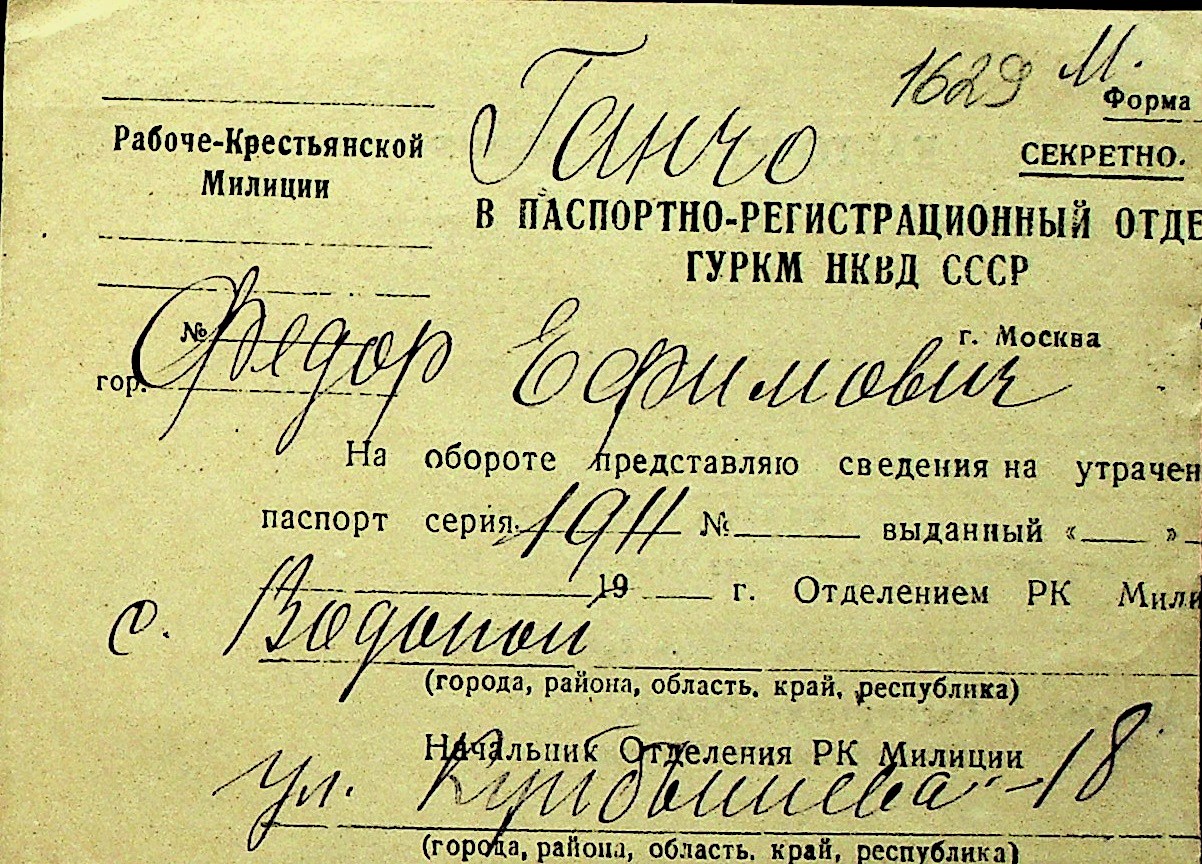 1629 М.
Ганчо
Форма
Рабоче-Крестьянской
Милиции
СЕКРЕТНО.
В ПАСПОРТНО-РЕГИСТРАЦИОННЫЙ ОТДЕ
ГУРКМ НКВД СССР
№
г. Москва
гор.
Федор Ефимович
На обороте представляю сведения на утрачен
паспорт серия 1911 № выданный « »
19 г. Отделением РК Мили
с. Водопой
(города, района, область, край, республика)
Начальник Отделения РК Милиции
ул. Куйбышева - 18
(города, района, область, край, республика)